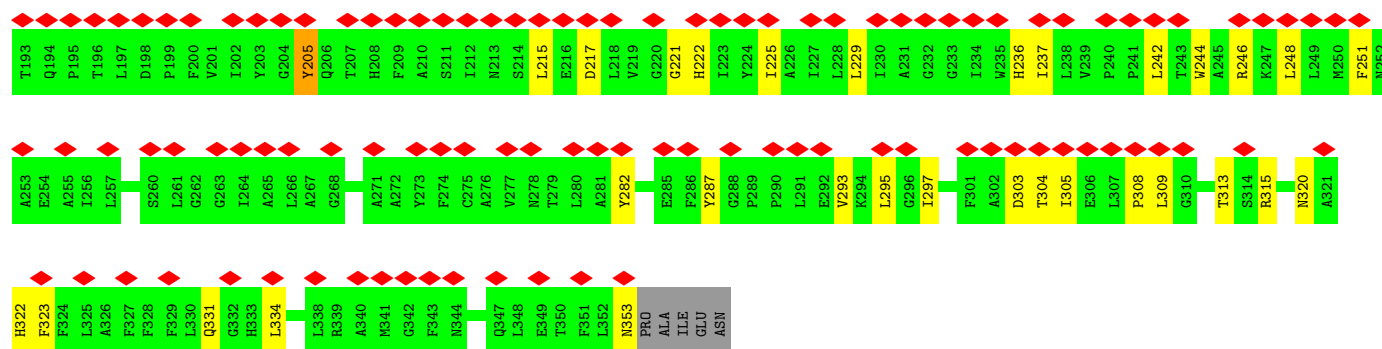 T193 Q194 P195 T196 L197 D198 P199 F200 V201 I202 Y203 G204 Y205 Q206 T207 H208 F209 A210 S211 I212 N213 S214 L215 E216 D217 L218 V219 G220 G221 H222 I223 Y224 I225 A226 I227 L228 L229 I230 A231 G232 G233 I234 W235 H236 I237 L238 V239 P240 P241 L242 T243 W244 A245 R246 K247 L248 L249 M250 F251 N252
A253 E254 A255 I256 L257 S260 L261 G262 G263 I264 A265 L266 A267 G268 A271 A272 Y273 F274 C275 A276 V277 N278 T279 L280 A281 Y282 E285 F286 Y287 G288 P289 P290 L291 E292 V293 K294 L295 G296 I297 F301 A302 D303 T304 I305 E306 L307 P308 L309 G310 T313 S314 R315 N320 A321
H322 F323 F324 L325 A326 F327 F328 F329 L330 Q331 G332 H333 L334 L338 R339 A340 M341 G342 F343 N344 Q347 L348 E349 T350 F351 L352 N353 PRO ALA ILE GLU ASN